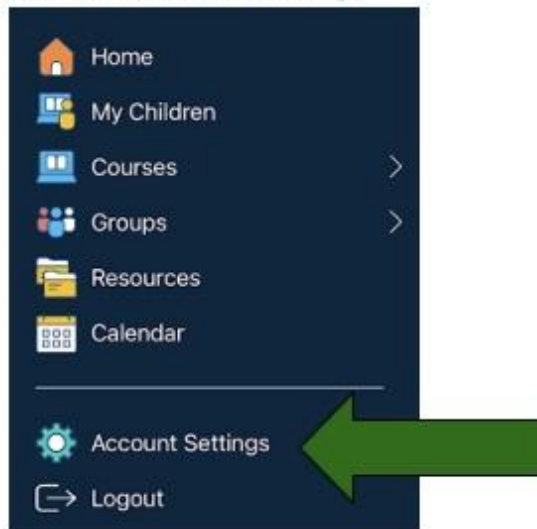 Home
My Children
Courses
Groups
Resources
Calendar
Account Settings
Logout